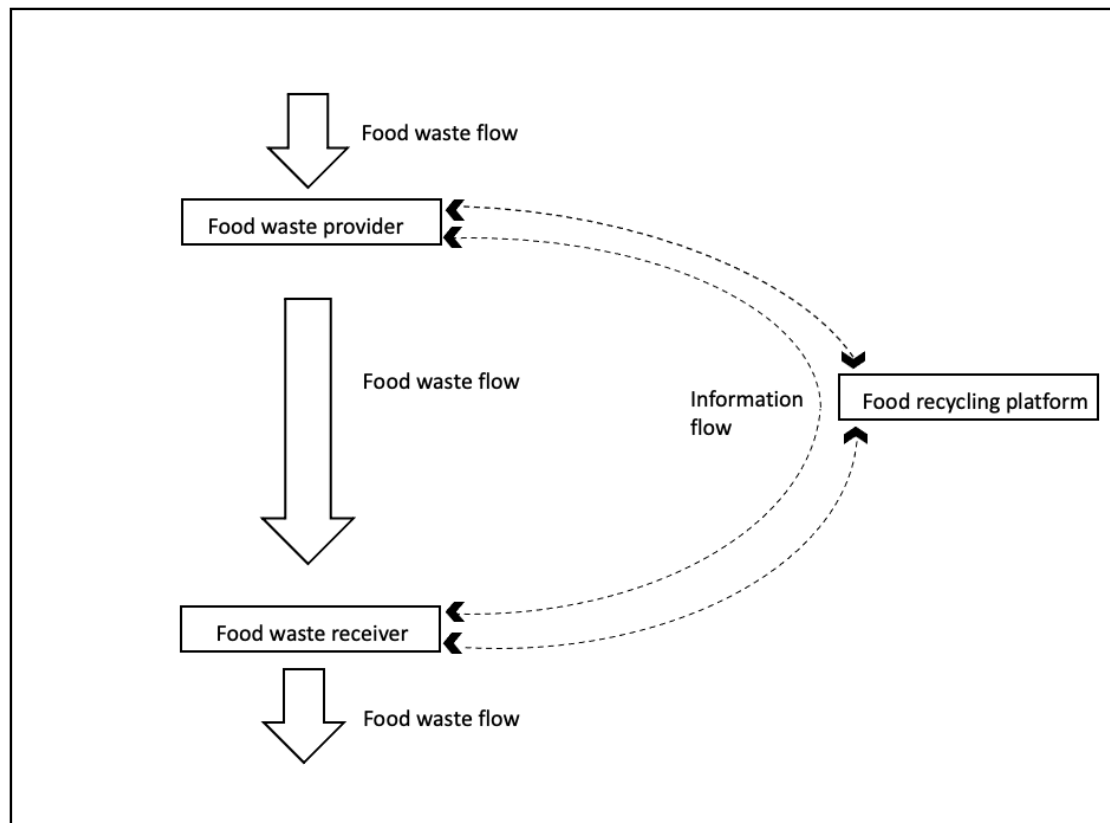 Food waste flow
Food waste provider
Food waste flow
Information
flow
Food recycling platform
Food waste receiver
Food waste flow